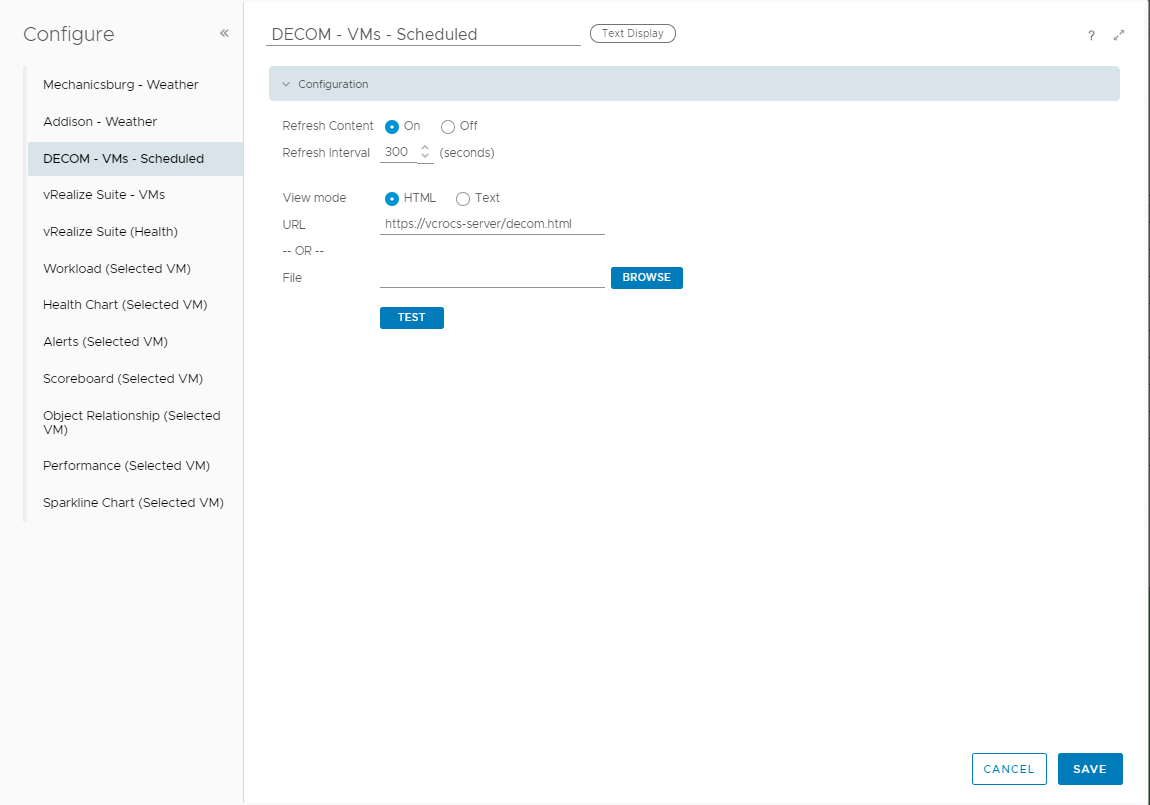 Configure
«
Mechanicsburg - Weather
Addison - Weather
DECOM - VMs - Scheduled
vRealize Suite - VMs
vRealize Suite (Health)
Workload (Selected VM)
Health Chart (Selected VM)
Alerts (Selected VM)
Scoreboard (Selected VM)
Object Relationship (Selected
VM)
Performance (Selected VM)
Sparkline Chart (Selected VM)
DECOM - VMs - Scheduled Text Display ?
Configuration
Refresh Content On Off
Refresh Interval 300 (seconds)
View mode HTML Text
URL https://vcrocs-server/decom.html
-- OR --
File BROWSE
TEST
CANCEL SAVE